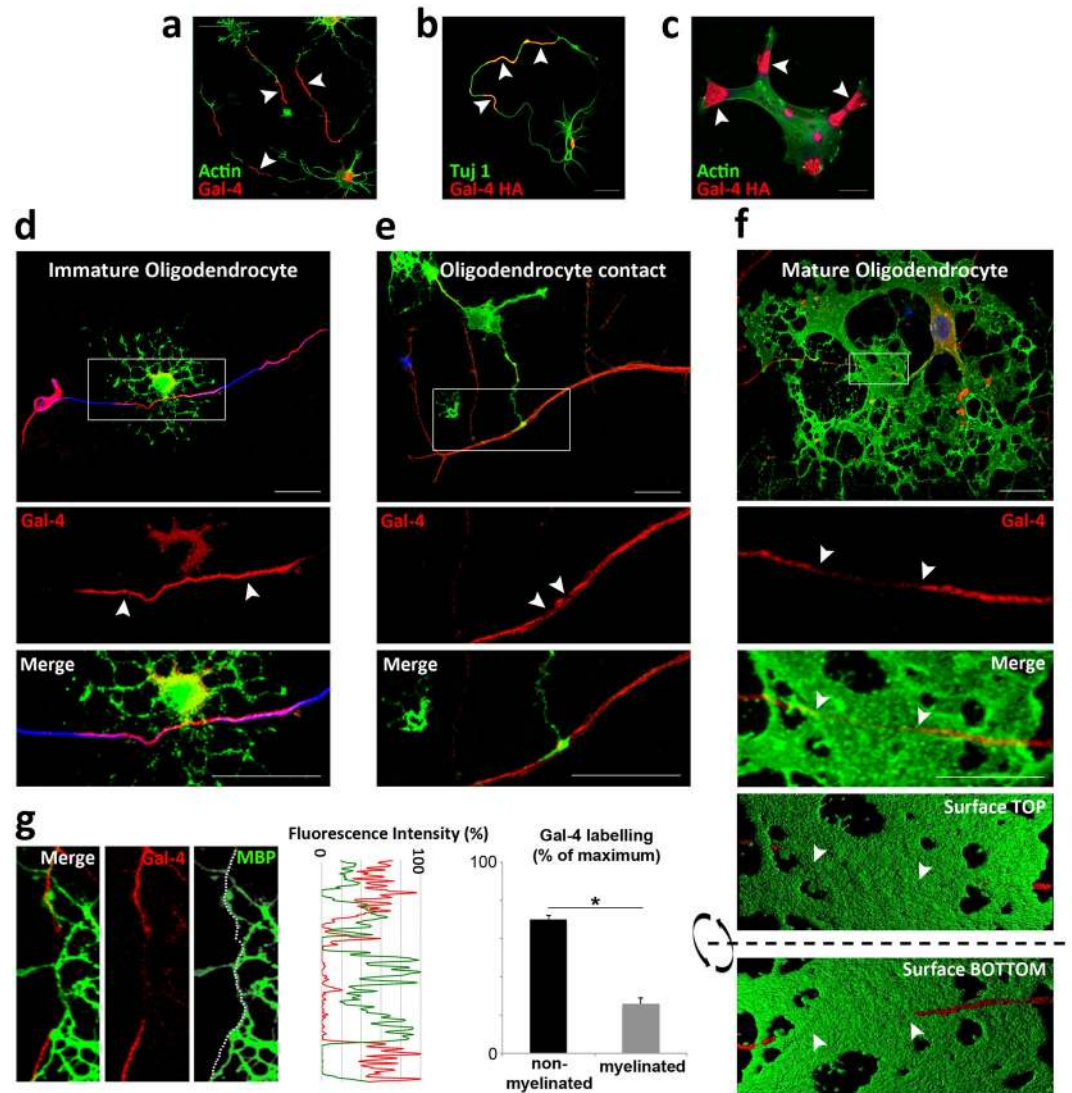 a
b
c
Actin
Gal-4
Tuj 1
Gal-4 HA
Actin
Gal-4 HA
d
e
f
Immature Oligodendrocyte
Oligodendrocyte contact
Mature Oligodendrocyte
Gal-4
Gal-4
Gal-4
Merge
Merge
Merge
Surface TOP
Surface BOTTOM
g
Merge
Gal-4
MBP
Fluorescence Intensity (%)
0
100
Gal-4 labelling
(% of maximum)
100
*
0
non-
myelinated
myelinated